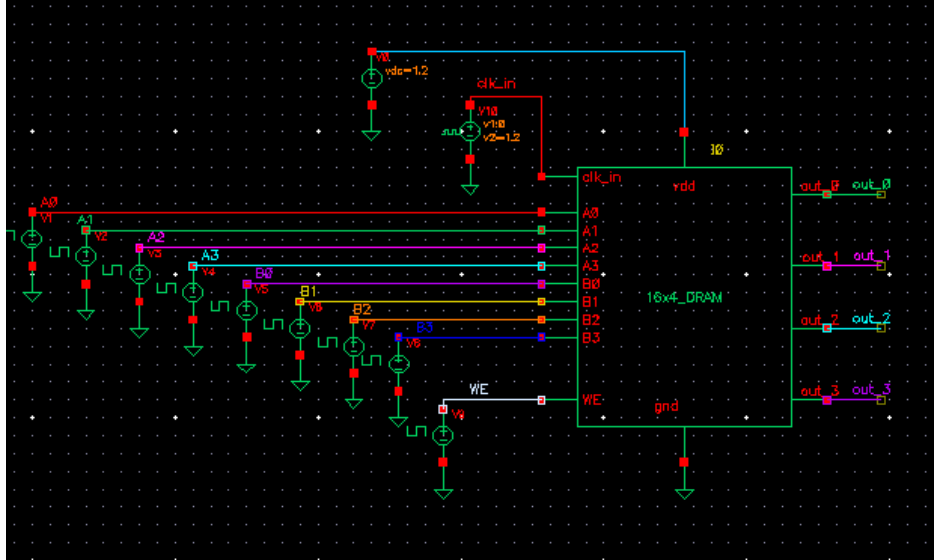 V0
vdc=1.2
clk_in
V10
v1:0
v2=1.2
I0
clk_in
vdd
out_0 out_0
A0
V1
A0
A1
V2
A1
A2
V3
A2
out_1 out_1
A3
V4
A3
B0
V5
B0
16x4_DRAM
B1
V6
B1
B2
V7
B2
out_2 out_2
B3
V8
B3
WE
WE
V9
gnd
out_3 out_3